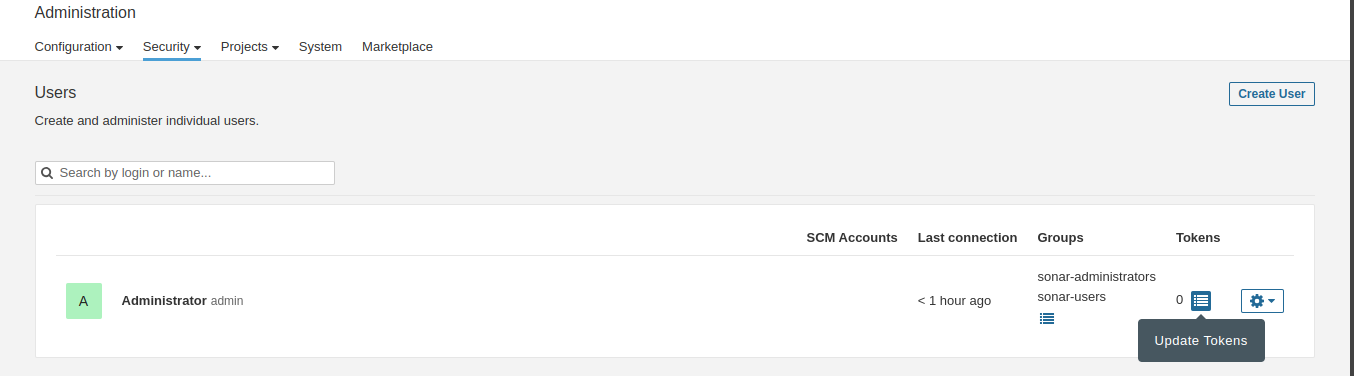 Administration
Configuration Security Projects System Marketplace
Users
Create User
Create and administer individual users.
Search by login or name...
SCM Accounts Last connection Groups Tokens
A Administrator admin < 1 hour ago sonar-administrators 0
sonar-users
Update Tokens